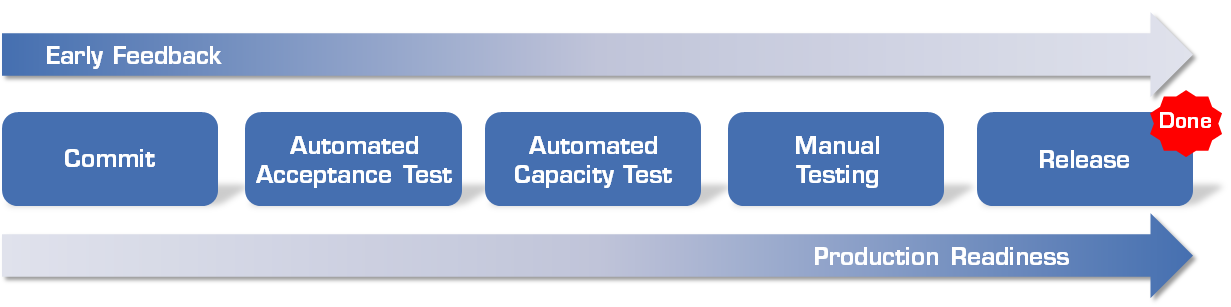 Early Feedback
Commit
Automated
Acceptance Test
Automated
Capacity Test
Manual
Testing
Release
Done
Production Readiness